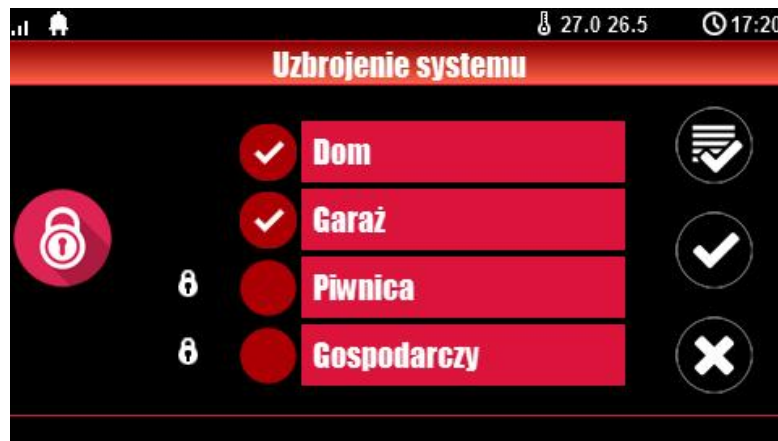 27.0 26.5 17:20
Uzbrojenie systemu
Dom
Garaż
Piwnica
Gospodarczy